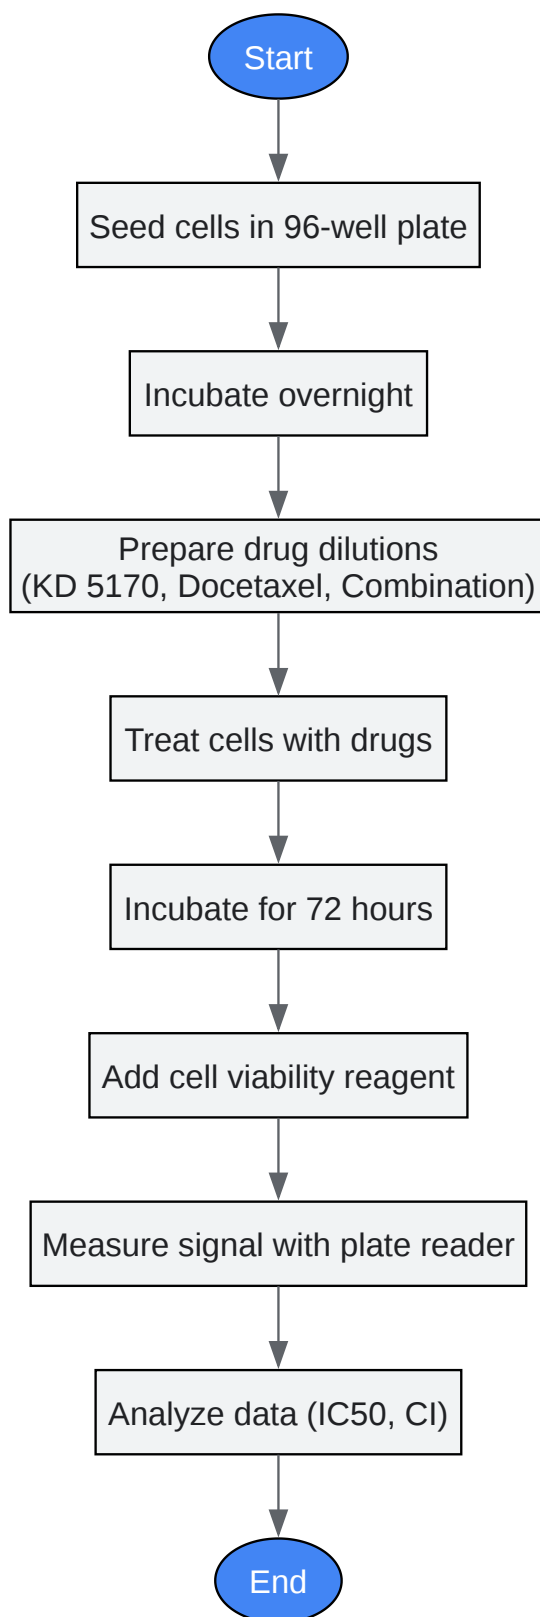 Start
Seed cells in 96-well plate
Incubate overnight
Prepare drug dilutions
(KD 5170, Docetaxel, Combination)
Treat cells with drugs
Incubate for 72 hours
Add cell viability reagent
Measure signal with plate reader
Analyze data (IC50, CI)
End